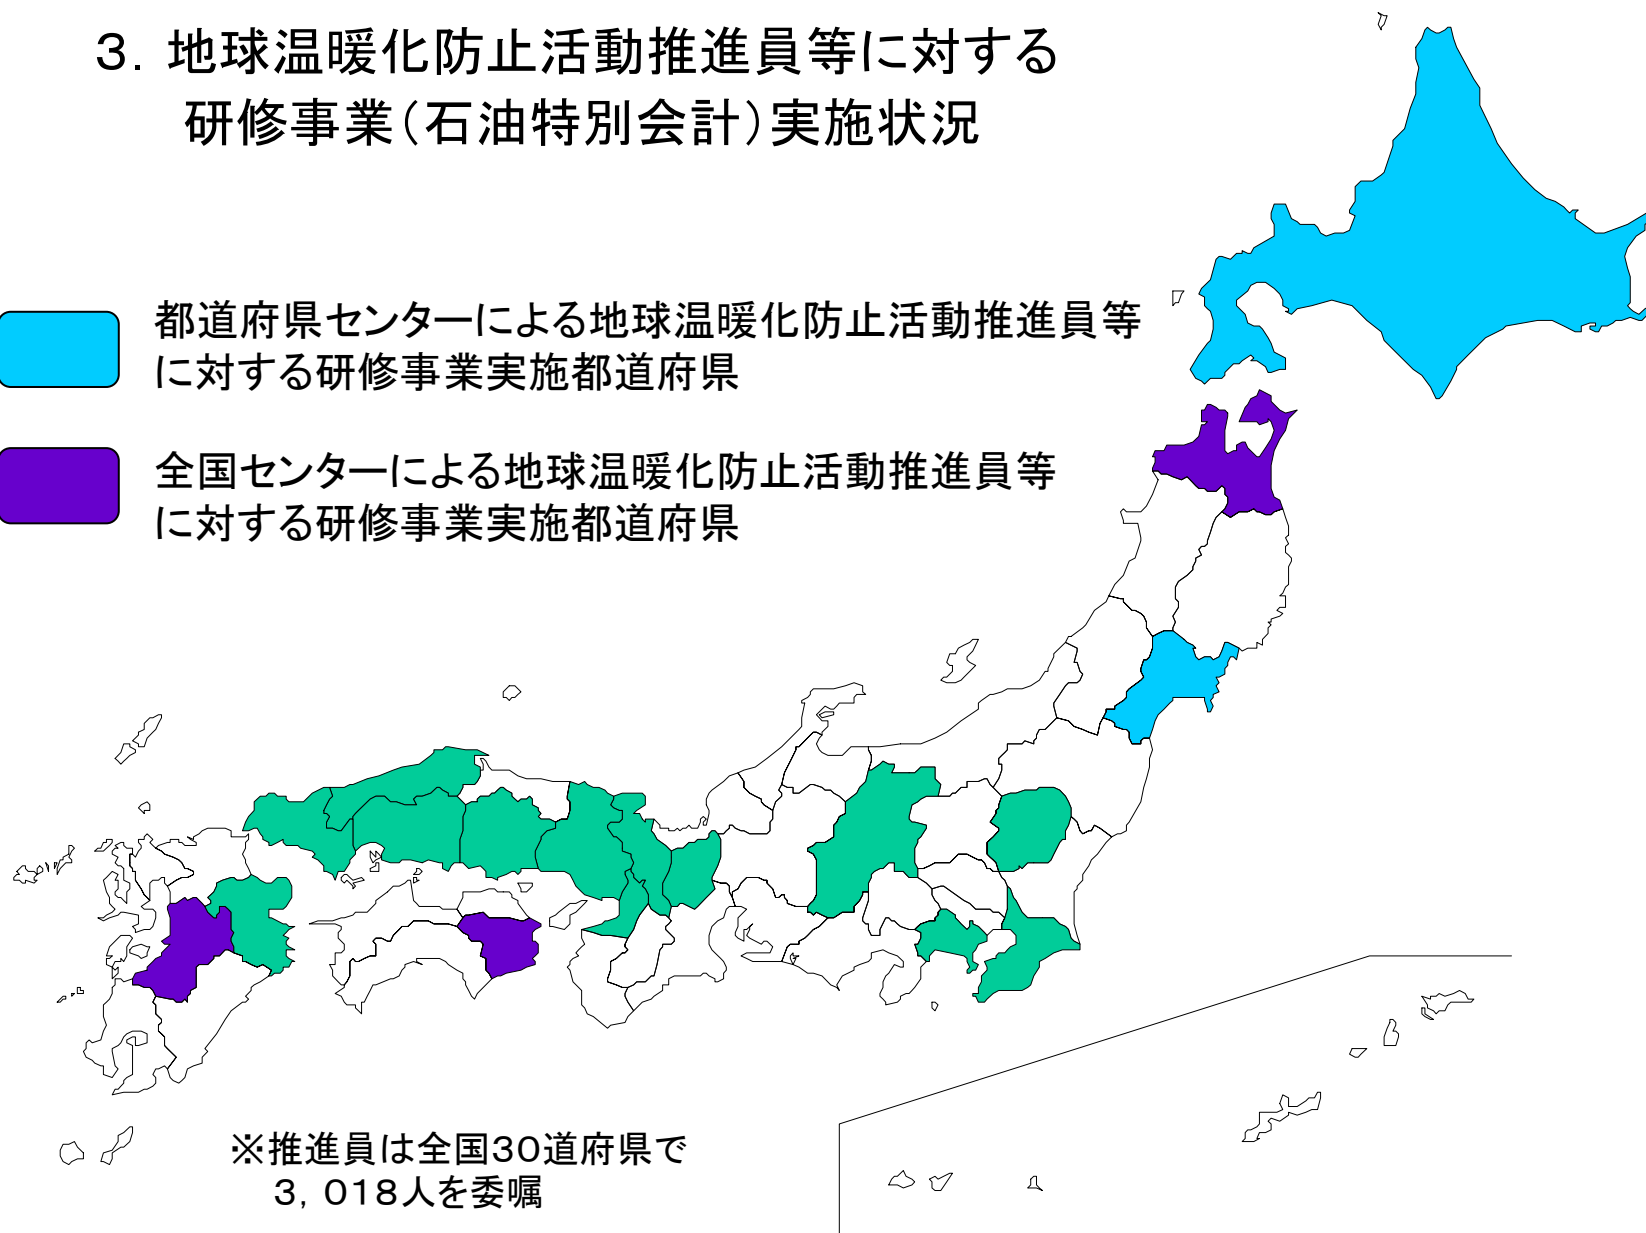 ３．地球温暖化防止活動推進員等に対する
研修事業（石油特別会計）実施状況
都道府県センターによる地球温暖化防止活動推進員等
に対する研修事業実施都道府県
全国センターによる地球温暖化防止活動推進員等
に対する研修事業実施都道府県
※推進員は全国３０道府県で
３，０１８人を委嘱